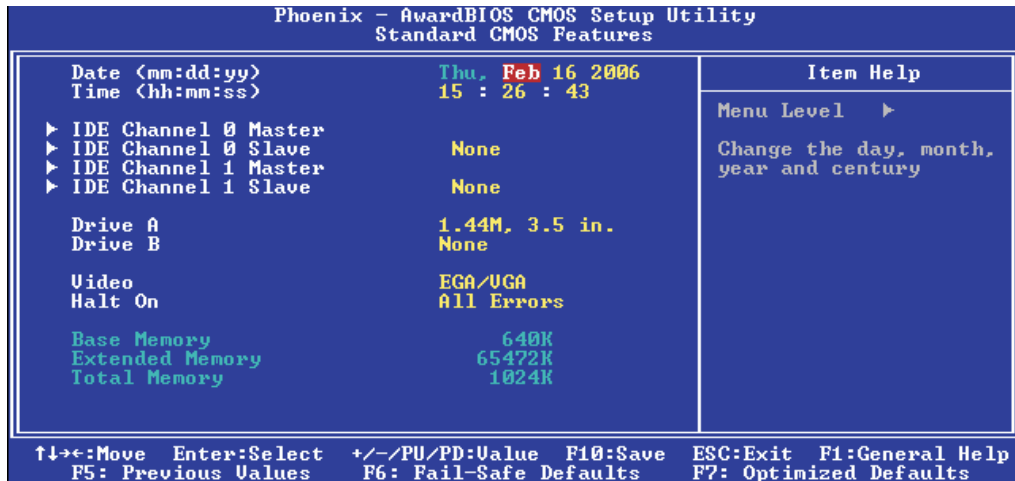 Phoenix - AwardBIOS CMOS Setup Utility
Standard CMOS Features
Date (mm:dd:yy) Thu, Feb 16 2006
Time (hh:mm:ss) 15 : 26 : 43
▶ IDE Channel 0 Master
▶ IDE Channel 0 Slave None
▶ IDE Channel 1 Master
▶ IDE Channel 1 Slave None
Drive A 1.44M, 3.5 in.
Drive B None
Video EGA/VGA
Halt On All Errors
Base Memory 640K
Extended Memory 65472K
Total Memory 1024K
Item Help
Menu Level ▶
Change the day, month,
year and century
↑↓→←:Move Enter:Select +/-/PU/PD:Value F10:Save ESC:Exit F1:General Help
F5: Previous Values F6: Fail-Safe Defaults F7: Optimized Defaults